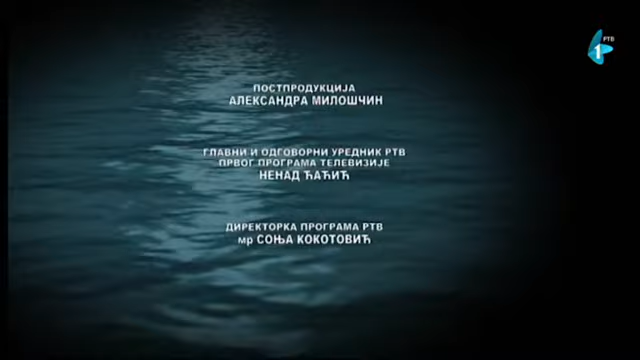 РТВ
1
ПОСТПРОДУКЦИЈА
АЛЕКСАНДРА МИЛОШЧИН
ГЛАВНИ И ОДГОВОРНИ УРЕДНИК РТВ
ПРВОГ ПРОГРАМА ТЕЛЕВИЗИЈЕ
НЕНАД ЋАЋИЋ
ДИРЕКТОРКА ПРОГРАМА РТВ
мр СОЊА КОКОТОВИЋ